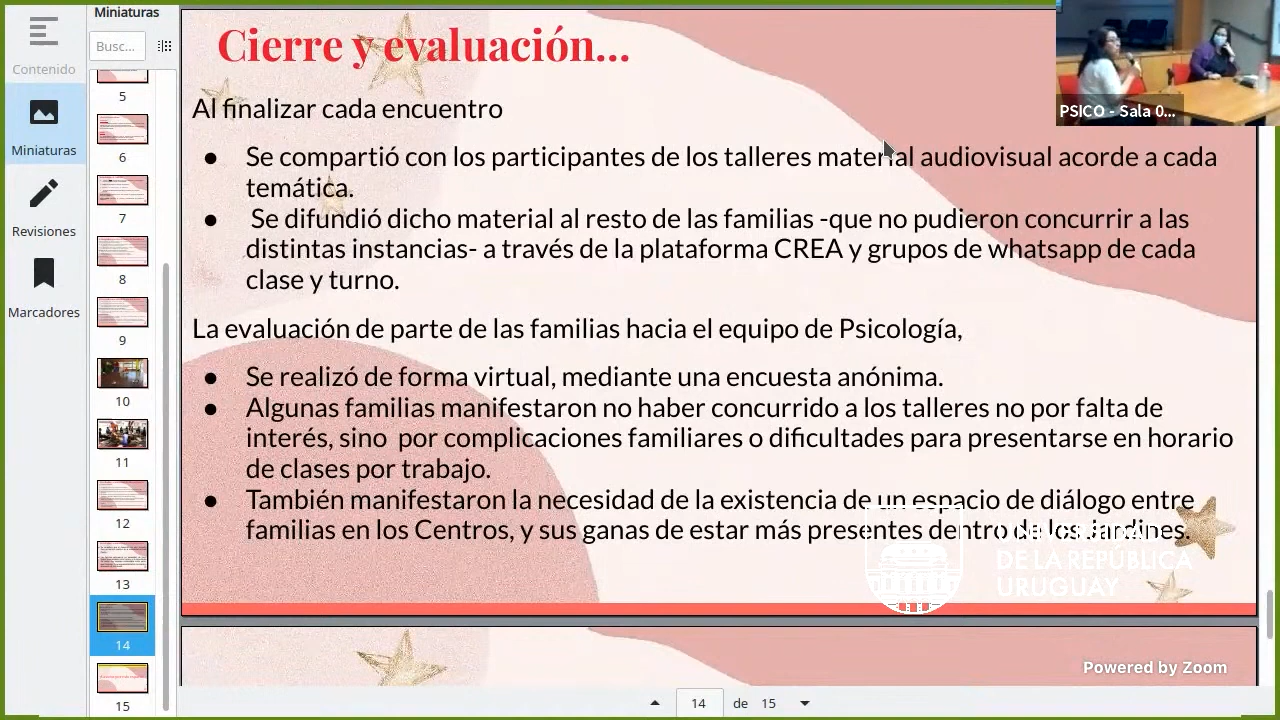 Miniaturas
Busc...
Contenido
Miniaturas
Revisiones
Marcadores
5
6
7
8
9
10
11
12
13
14
15
Cierre y evaluación...
Al finalizar cada encuentro
● Se compartió con los participantes de los talleres material audiovisual acorde a cada
temática.
● Se difundió dicho material al resto de las familias -que no pudieron concurrir a las
distintas instancias- a través de la plataforma CREA y grupos de whatsapp de cada
clase y turno.
La evaluación de parte de las familias hacia el equipo de Psicología,
● Se realizó de forma virtual, mediante una encuesta anónima.
● Algunas familias manifestaron no haber concurrido a los talleres no por falta de
interés, sino por complicaciones familiares o dificultades para presentarse en horario
de clases por trabajo.
● También manifestaron la necesidad de la existencia de un espacio de diálogo entre
familias en los Centros, y sus ganas de estar más presentes dentro de los Jardines.
UNIVERSIDAD
DE LA REPÚBLICA
URUGUAY
PSICO - Sala 0...
Powered by Zoom
14 de 15